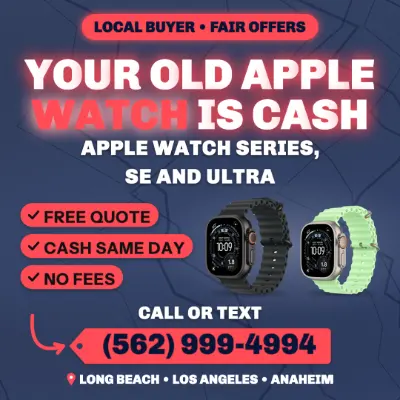 LOCAL BUYER • FAIR OFFERS
YOUR OLD APPLE
WATCH IS CASH
APPLE WATCH SERIES,
SE AND ULTRA
FREE QUOTE
CASH SAME DAY
NO FEES
CALL OR TEXT
(562) 999-4994
LONG BEACH • LOS ANGELES • ANAHEIM